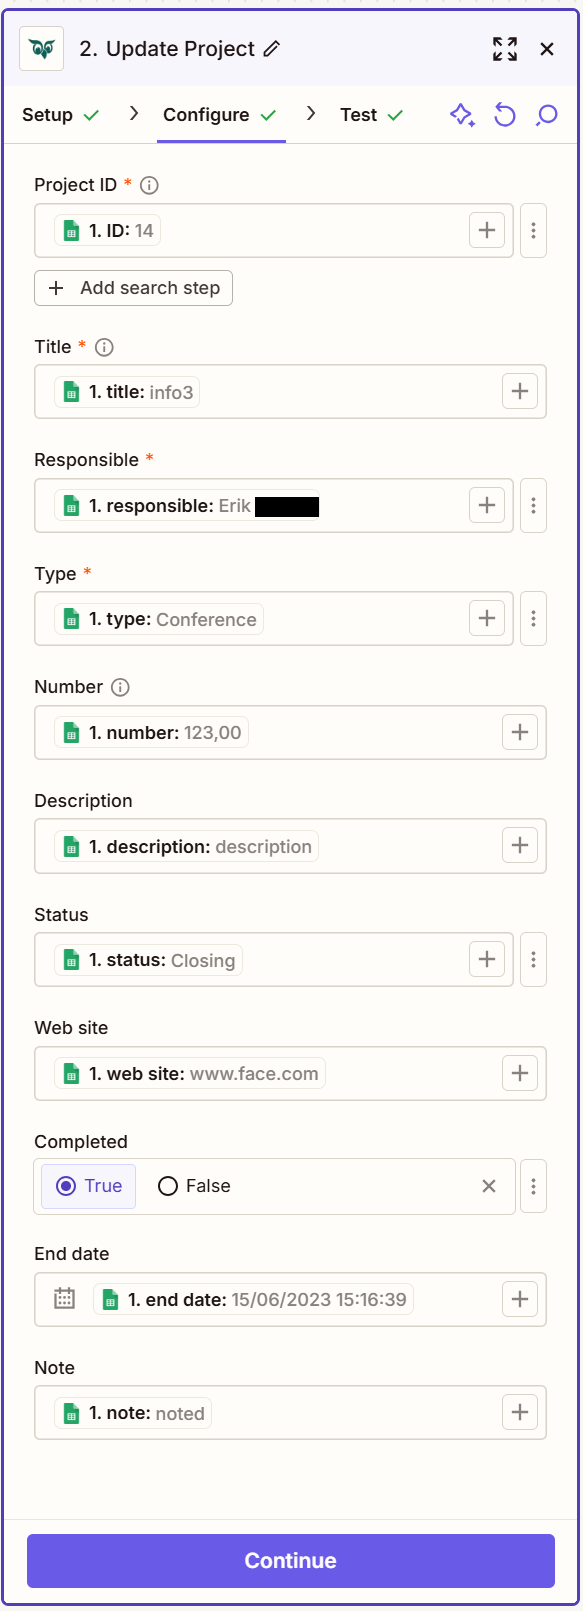 2. Update Project
Setup
Configure
Test
Project ID *
1. ID: 14
Add search step
Title *
1. title: info3
Responsible *
1. responsible: Erik
Type *
1. type: Conference
Number
1. number: 123,00
Description
1. description: description
Status
1. status: Closing
Web site
1. web site: www.face.com
Completed
True False
End date
1. end date: 15/06/2023 15:16:39
Note
1. note: noted
Continue